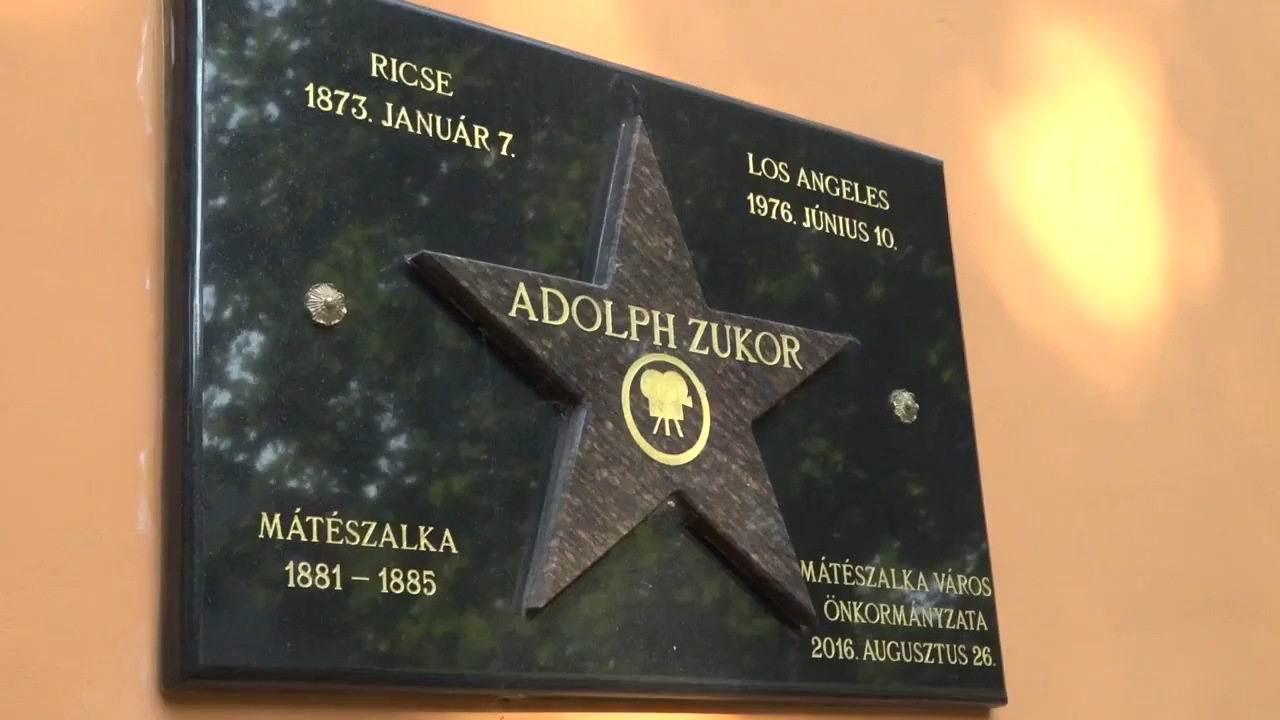 RICSE
1873. JANUÁR 7.
LOS ANGELES
1976. JÚNIUS 10.
ADOLPH ZUKOR
MÁTÉSZALKA
1881 – 1885
MÁTÉSZALKA VÁROS
ÖNKORMÁNYZATA
2016. AUGUSZTUS 26.